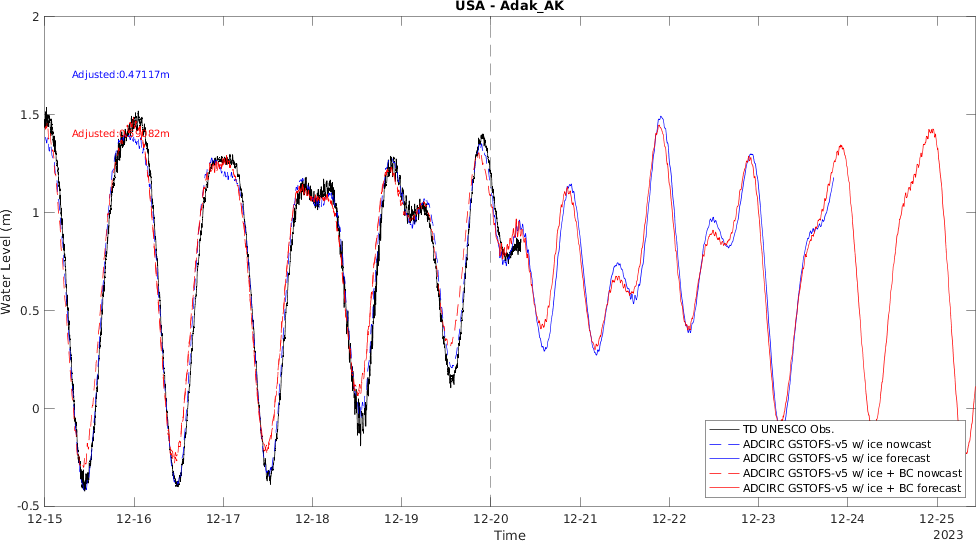 USA - Adak_AK
2
Adjusted:0.47117m
1.5
1
0.5
0
-0.5
Water Level (m)
TD UNESCO Obs.
ADCIRC GSTOFS-v5 w/ ice nowcast
ADCIRC GSTOFS-v5 w/ ice forecast
ADCIRC GSTOFS-v5 w/ ice + BC nowcast
ADCIRC GSTOFS-v5 w/ ice + BC forecast
12-15 12-16 12-17 12-18 12-19 12-20 12-21 12-22 12-23 12-24 12-25
Time
2023